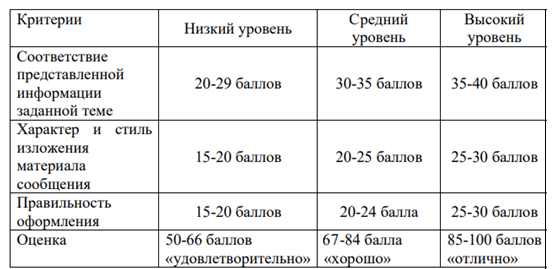 Критерии
Низкий уровень
Средний
уровень
Высокий
уровень
Соответствие
представленной
информации
заданной теме
20-29 баллов
30-35 баллов
35-40 баллов
Характер и стиль
изложения
материала
сообщения
15-20 баллов
20-25 баллов
25-30 баллов
Правильность
оформления
15-20 баллов
20-24 балла
25-30 баллов
Оценка
50-66 баллов
«удовлетворительно»
67-84 балла
«хорошо»
85-100 баллов
«отлично»